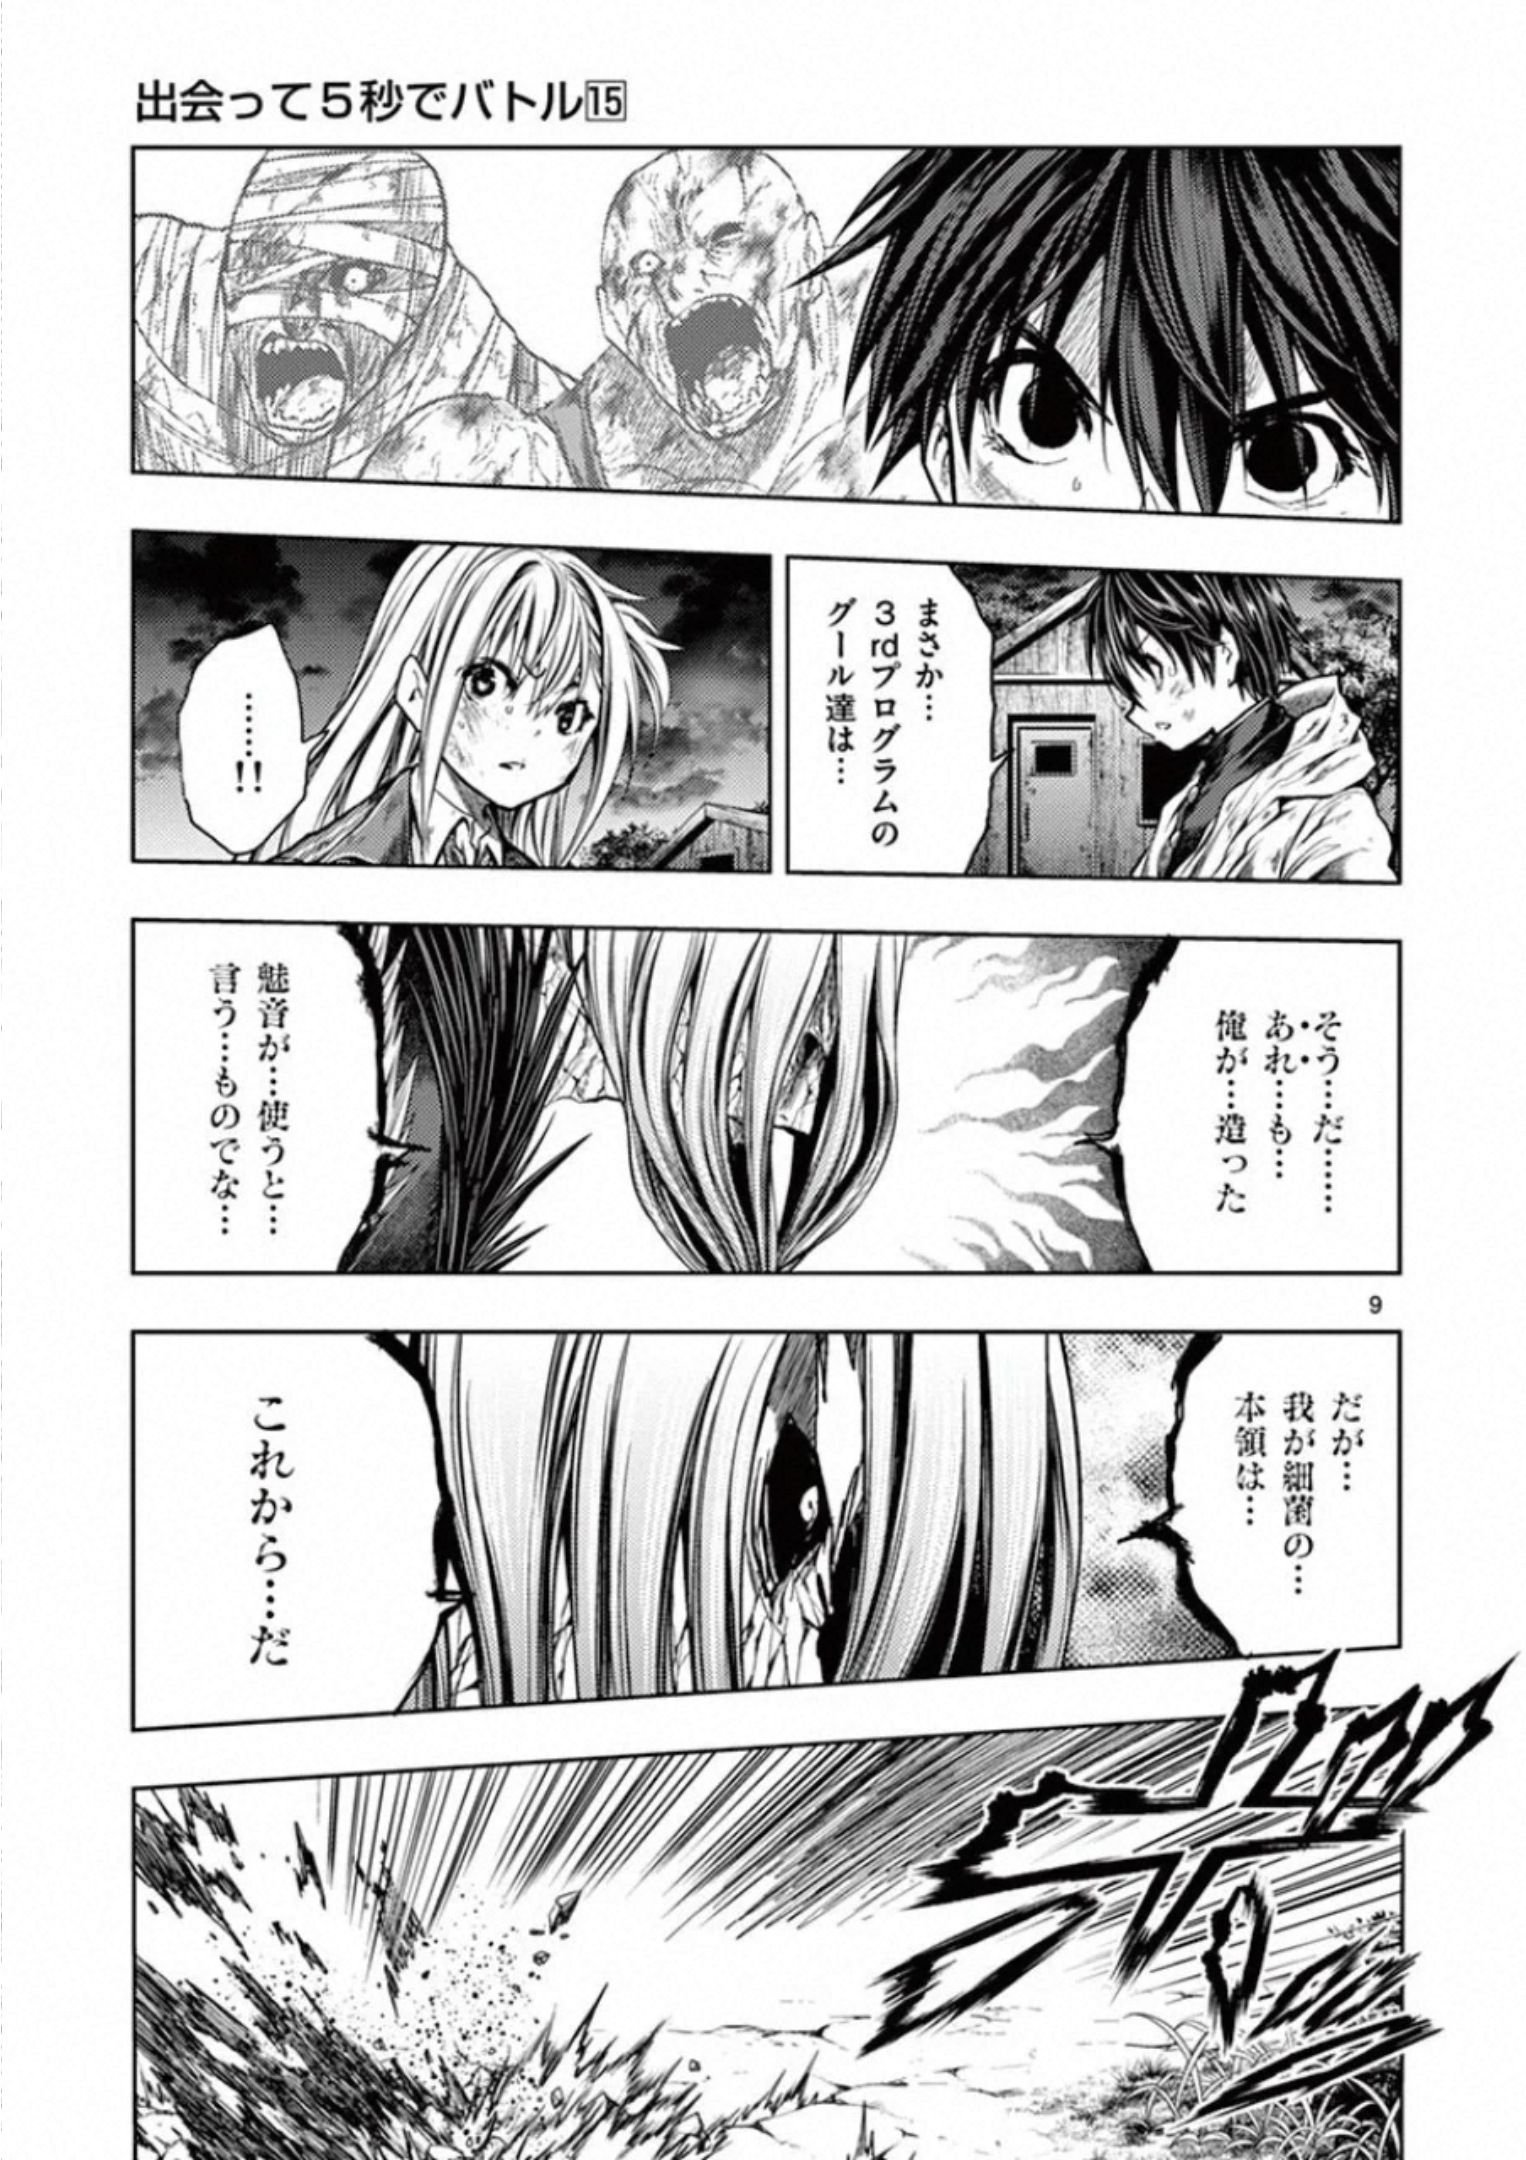 出会って5秒でバトル15
まさか…
3rdプログラムの
グール達は…
……!!
そう…だ……
あれ…も…
俺が…造った
魅音が…使うと…
言う…ものでな…
9
だが…
我が細菌の…
本領は…
これから…だ